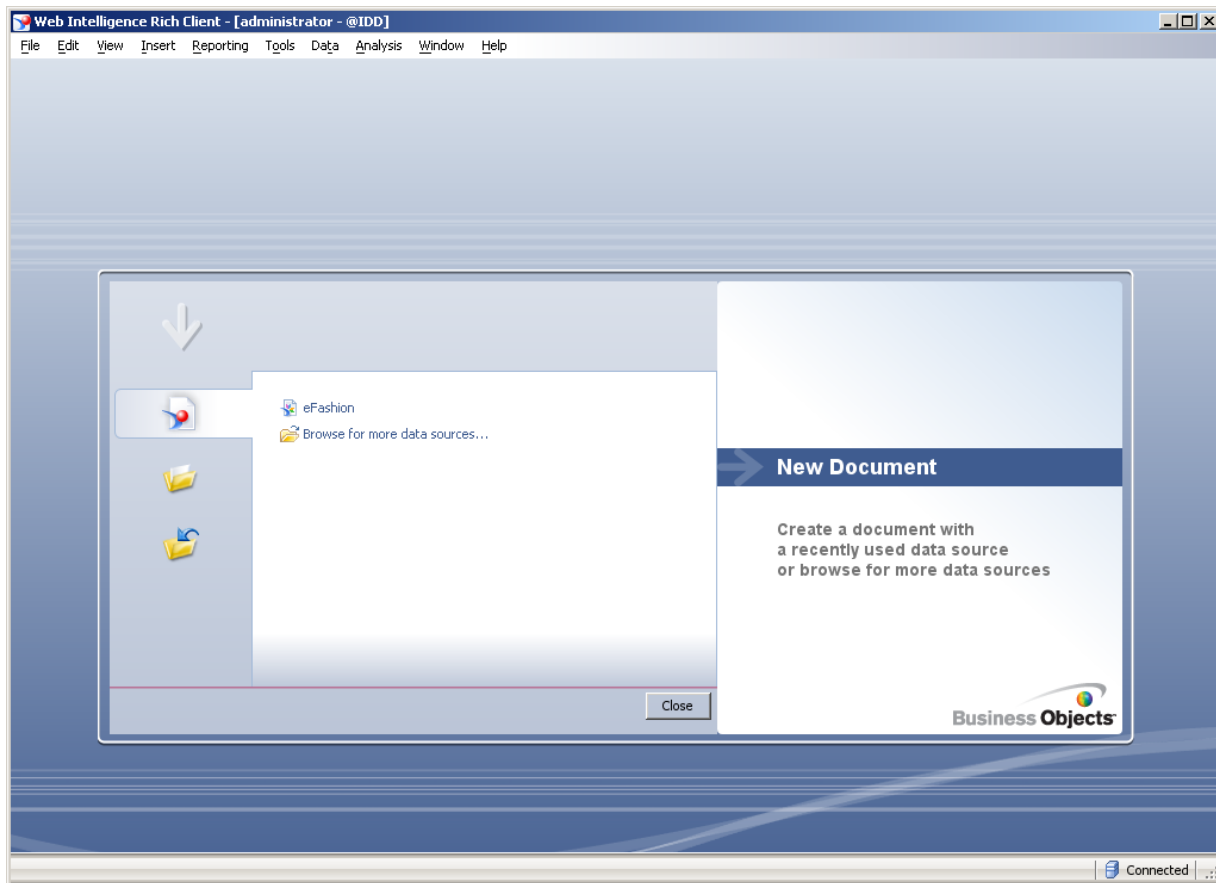 Web Intelligence Rich Client - [administrator - @IDD]
File Edit View Insert Reporting Tools Data Analysis Window Help
eFashion
Browse for more data sources...
New Document
Create a document with
a recently used data source
or browse for more data sources
Close
Business Objects
Connected